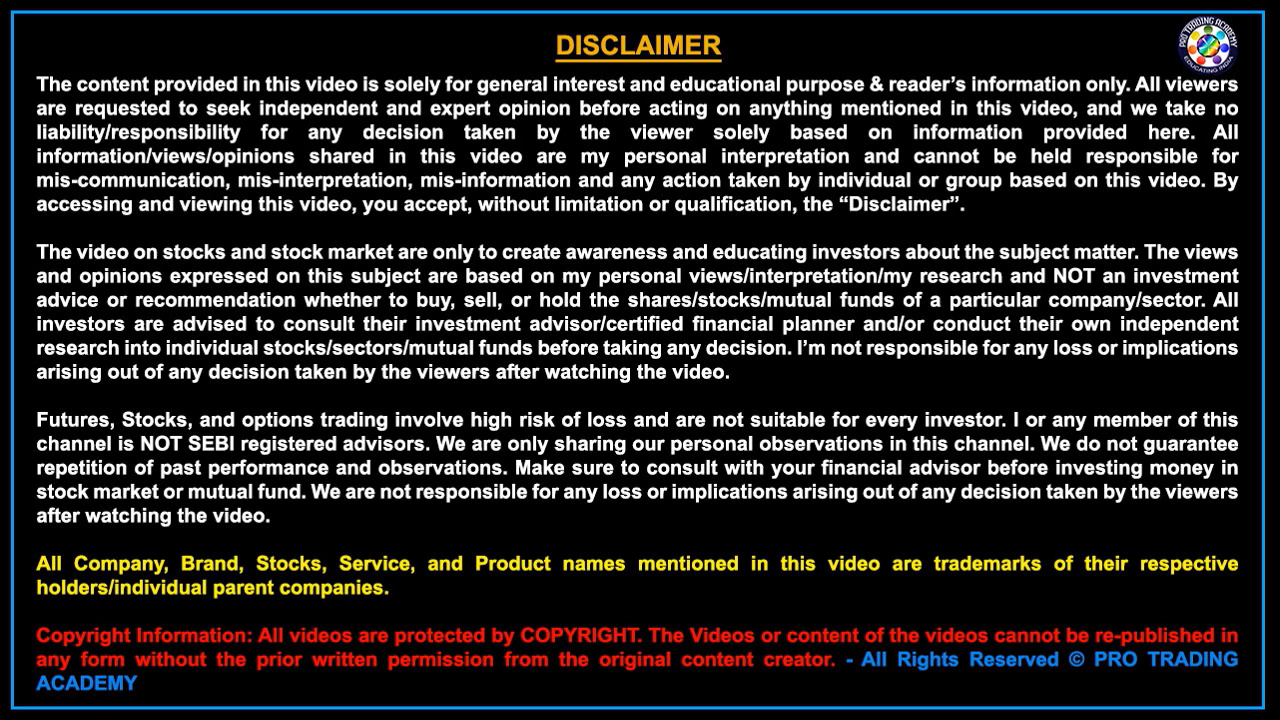 DISCLAIMER
PRO TRADING ACADEMY
EDUCATING INDIA
The content provided in this video is solely for general interest and educational purpose & reader’s information only. All viewers
are requested to seek independent and expert opinion before acting on anything mentioned in this video, and we take no
liability/responsibility for any decision taken by the viewer solely based on information provided here. All
information/views/opinions shared in this video are my personal interpretation and cannot be held responsible for
mis-communication, mis-interpretation, mis-information and any action taken by individual or group based on this video. By
accessing and viewing this video, you accept, without limitation or qualification, the “Disclaimer”.
The video on stocks and stock market are only to create awareness and educating investors about the subject matter. The views
and opinions expressed on this subject are based on my personal views/interpretation/my research and NOT an investment
advice or recommendation whether to buy, sell, or hold the shares/stocks/mutual funds of a particular company/sector. All
investors are advised to consult their investment advisor/certified financial planner and/or conduct their own independent
research into individual stocks/sectors/mutual funds before taking any decision. I’m not responsible for any loss or implications
arising out of any decision taken by the viewers after watching the video.
Futures, Stocks, and options trading involve high risk of loss and are not suitable for every investor. I or any member of this
channel is NOT SEBI registered advisors. We are only sharing our personal observations in this channel. We do not guarantee
repetition of past performance and observations. Make sure to consult with your financial advisor before investing money in
stock market or mutual fund. We are not responsible for any loss or implications arising out of any decision taken by the viewers
after watching the video.
All Company, Brand, Stocks, Service, and Product names mentioned in this video are trademarks of their respective
holders/individual parent companies.
Copyright Information: All videos are protected by COPYRIGHT. The Videos or content of the videos cannot be re-published in
any form without the prior written permission from the original content creator. - All Rights Reserved © PRO TRADING
ACADEMY